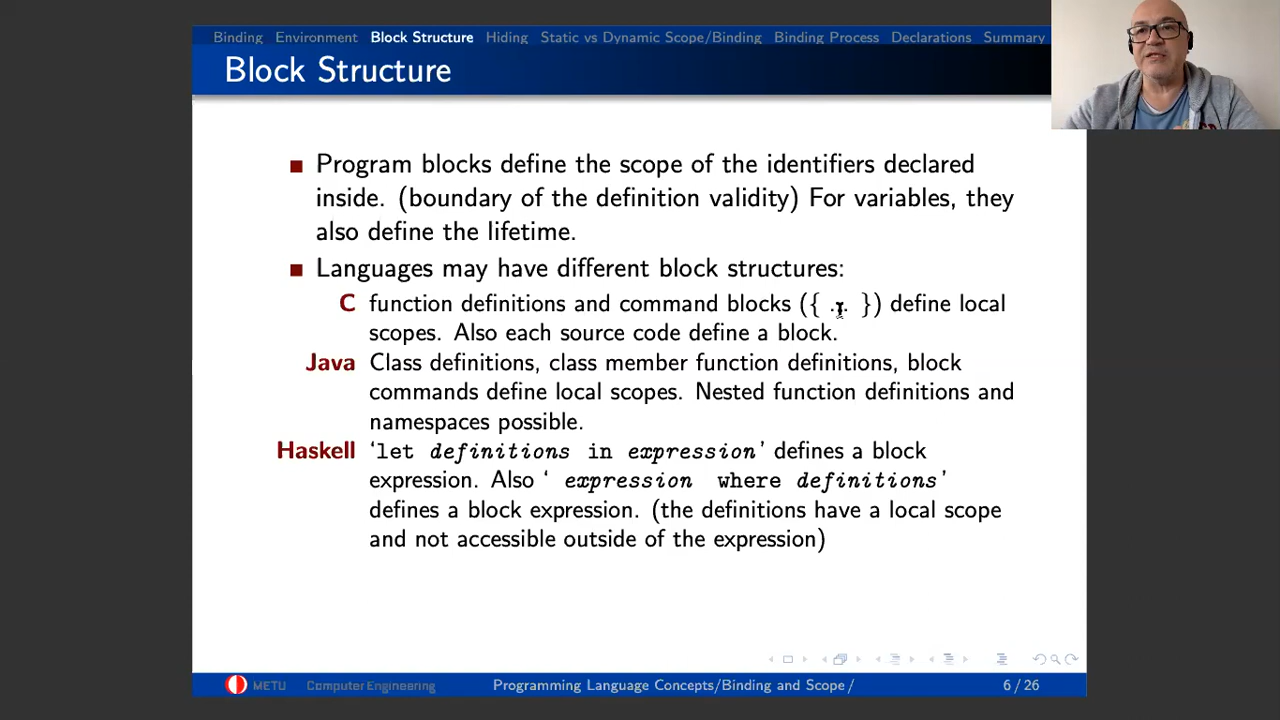 Binding Environment Block Structure Hiding Static vs Dynamic Scope/Binding Binding Process Declarations Summary
Block Structure
Program blocks define the scope of the identifiers declared
inside. (boundary of the definition validity) For variables, they
also define the lifetime.
Languages may have different block structures:
C function definitions and command blocks ({ ... }) define local
scopes. Also each source code define a block.
Java Class definitions, class member function definitions, block
commands define local scopes. Nested function definitions and
namespaces possible.
Haskell ‘let definitions in expression’ defines a block
expression. Also ‘ expression where definitions’
defines a block expression. (the definitions have a local scope
and not accessible outside of the expression)
METU Computer Engineering Programming Language Concepts/Binding and Scope / 6 / 26